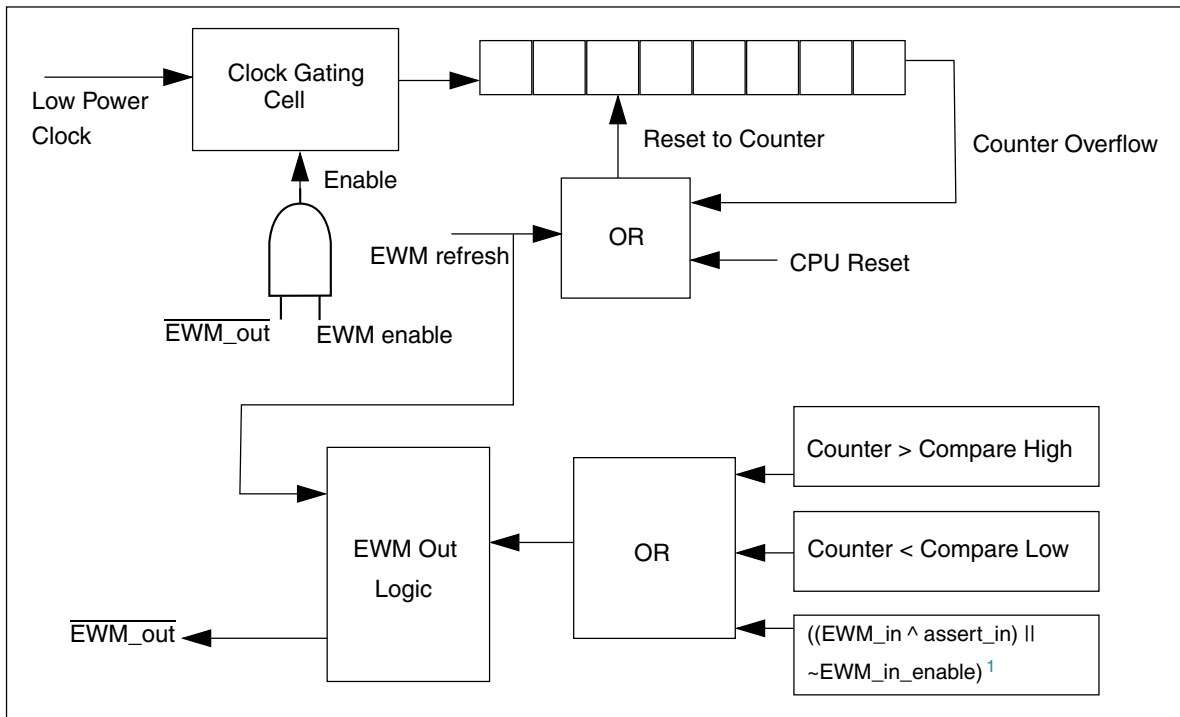 Clock Gating
Cell
Low Power
Clock
Enable
Reset to Counter
Counter Overflow
OR
EWM refresh
CPU Reset
EWM_out
EWM enable
Counter > Compare High
EWM Out
Logic
OR
Counter < Compare Low
EWM_out
((EWM_in ^ assert_in) ||
~EWM_in_enable) 1